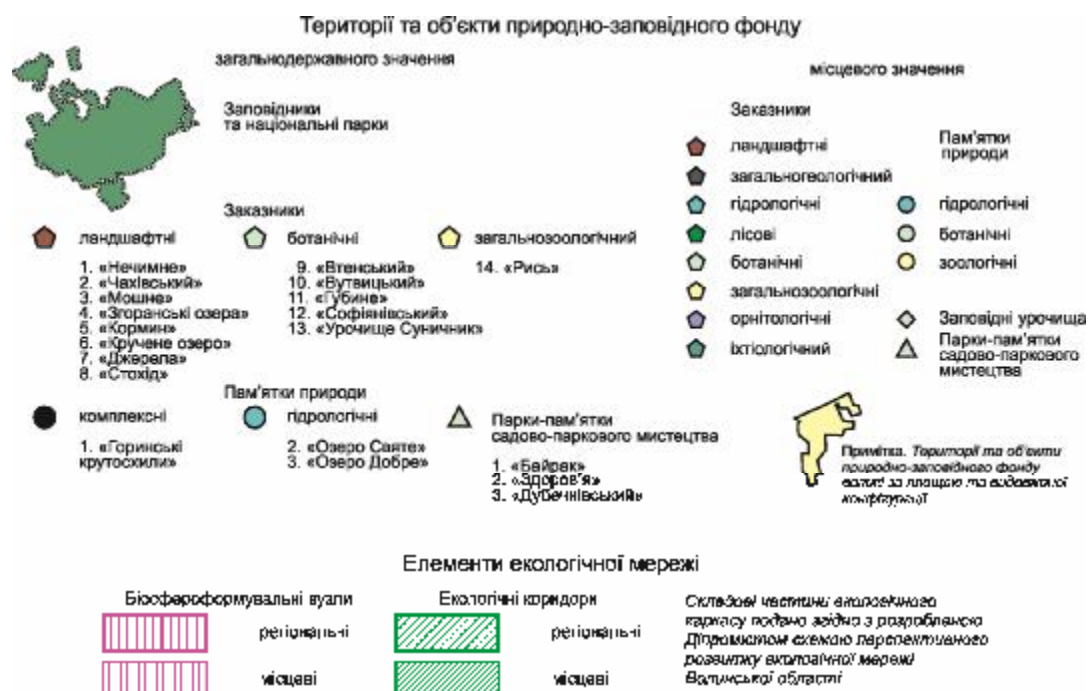 Території та об'єкти природно-заповідного фонду
загальнодержавного значення
Заповідники
та національні парки
Заказники
ландшафтні
1. «Нечимне»
2. «Чахівський»
3. «Мошне»
4. «Згоранські озера»
5. «Кормин»
6. «Кручене озеро»
7. «Джерела»
8. «Стохід»
ботанічні
9. «Втенський»
10. «Вутвицький»
11. «Губине»
12. «Софіянівський»
13. «Урочище Суничник»
загальнозоологічний
14. «Рись»
Пам'ятки природи
комплексні
1. «Горинські
крутосхили»
гідрологічні
2. «Озеро Святе»
3. «Озеро Добре»
Парки-пам'ятки
садово-паркового мистецтва
1. «Байрак»
2. «Здоров'я»
3. «Дубечнівський»
місцевого значення
Заказники
ландшафтні
загальногеологічний
гідрологічні
лісові
ботанічні
загальнозоологічні
орнітологічні
іхтіологічний
Пам'ятки
природи
гідрологічні
ботанічні
зоологічні
Заповідні урочища
Парки-пам'ятки
садово-паркового
мистецтва
Примітка. Території та об'єкти
природно-заповідного фонду
за площею та
конфігурації
Елементи екологічної мережі
Біосфероформувальні вузли
регіональні
місцеві
Екологічні коридори
регіональні
місцеві
Складові частини екологічного
каркасу подано згідно з розробленою
Діпромістом схемою перспективного
розвитку екологічної мережі
Волинської області